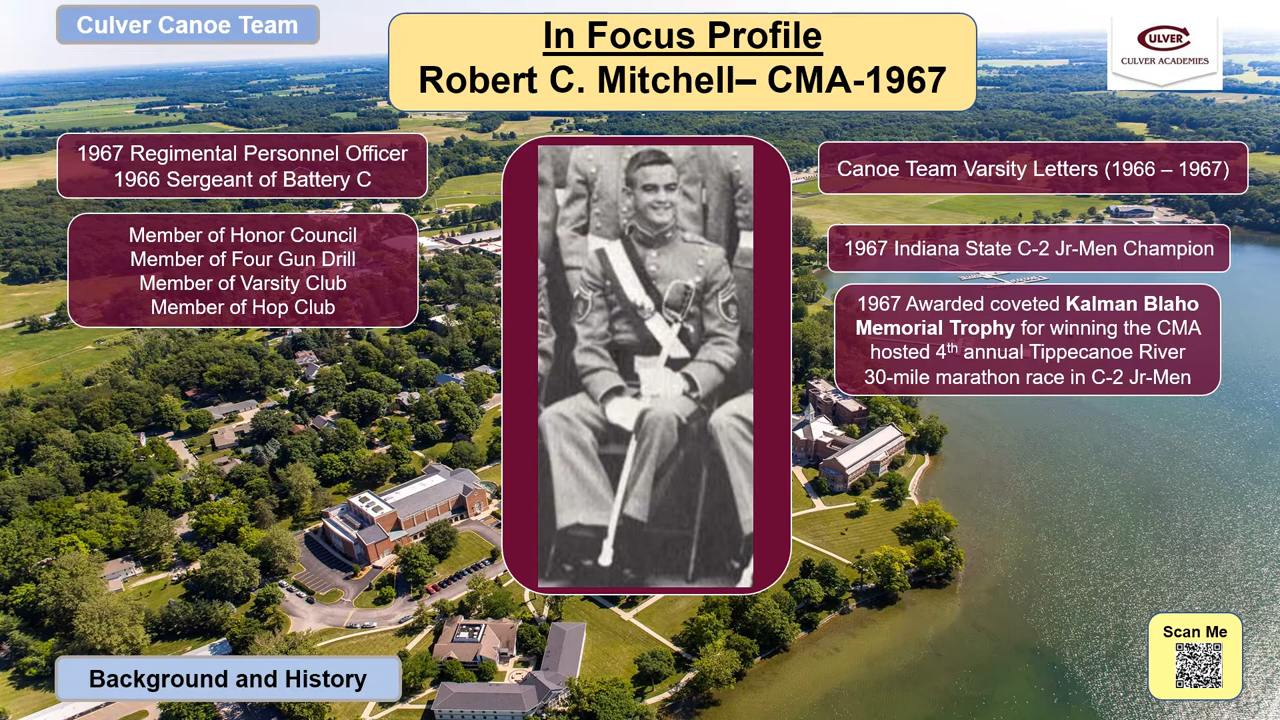 Culver Canoe Team
In Focus Profile
Robert C. Mitchell– CMA-1967
CULVER
CULVER ACADEMIES
1967 Regimental Personnel Officer
1966 Sergeant of Battery C
Member of Honor Council
Member of Four Gun Drill
Member of Varsity Club
Member of Hop Club
Canoe Team Varsity Letters (1966 – 1967)
1967 Indiana State C-2 Jr-Men Champion
1967 Awarded coveted Kalman Blaho
Memorial Trophy for winning the CMA
hosted 4th annual Tippecanoe River
30-mile marathon race in C-2 Jr-Men
Background and History
Scan Me